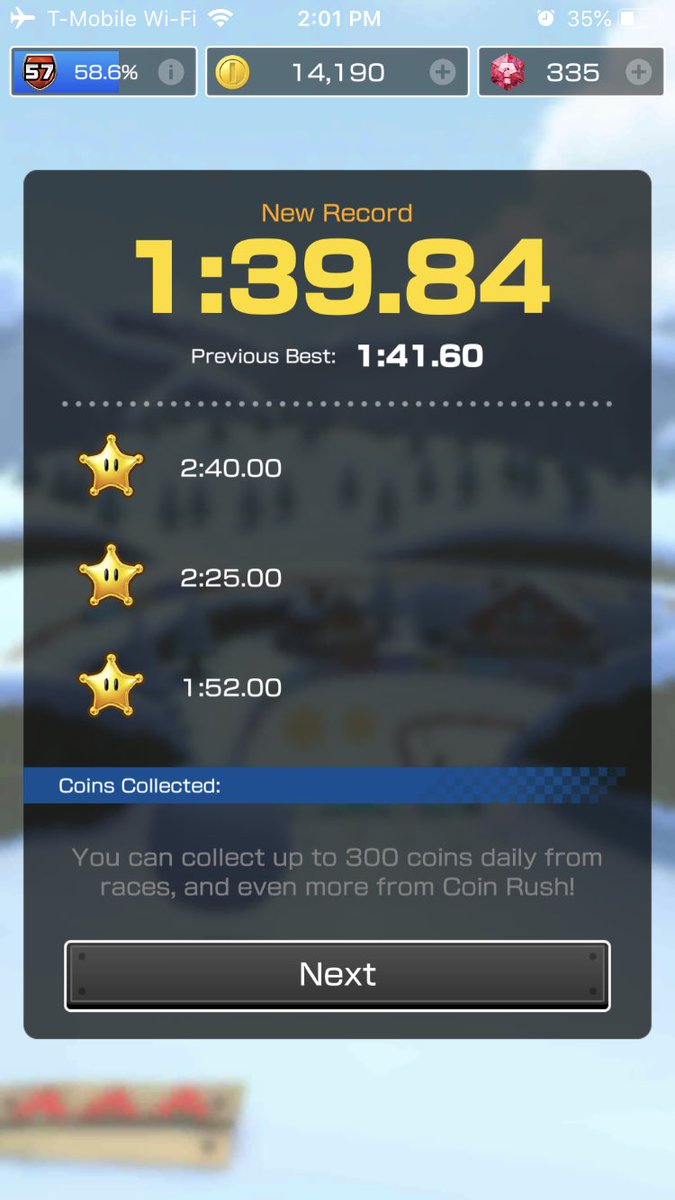 T-Mobile Wi-Fi 2:01 PM 35%
57 58.6% i 14,190 + ? 335 +
New Record
1:39.84
Previous Best: 1:41.60
2:40.00
2:25.00
1:52.00
Coins Collected:
You can collect up to 300 coins daily from
races, and even more from Coin Rush!
Next